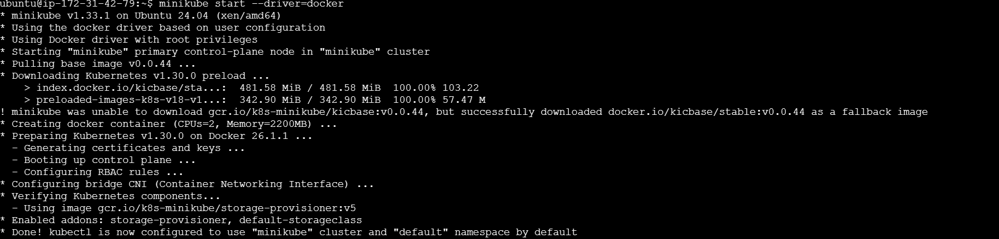 ubuntu@ip-172-31-42-79:~$ minikube start --driver=docker
* minikube v1.33.1 on Ubuntu 24.04 (xen/amd64)
* Using the docker driver based on user configuration
* Using Docker driver with root privileges
* Starting "minikube" primary control-plane node in "minikube" cluster
* Pulling base image v0.0.44 ...
* Downloading Kubernetes v1.30.0 preload ...
    > index.docker.io/kicbase/sta...:  481.58 MiB / 481.58 MiB  100.00% 103.22
    > preloaded-images-k8s-v18-v1...:  342.90 MiB / 342.90 MiB  100.00% 57.47 M
! minikube was unable to download gcr.io/k8s-minikube/kicbase:v0.0.44, but successfully downloaded docker.io/kicbase/stable:v0.0.44 as a fallback image
* Creating docker container (CPUs=2, Memory=2200MB) ...
* Preparing Kubernetes v1.30.0 on Docker 26.1.1 ...
  - Generating certificates and keys ...
  - Booting up control plane ...
  - Configuring RBAC rules ...
* Configuring bridge CNI (Container Networking Interface) ...
* Verifying Kubernetes components...
  - Using image gcr.io/k8s-minikube/storage-provisioner:v5
* Enabled addons: storage-provisioner, default-storageclass
* Done! kubectl is now configured to use "minikube" cluster and "default" namespace by default